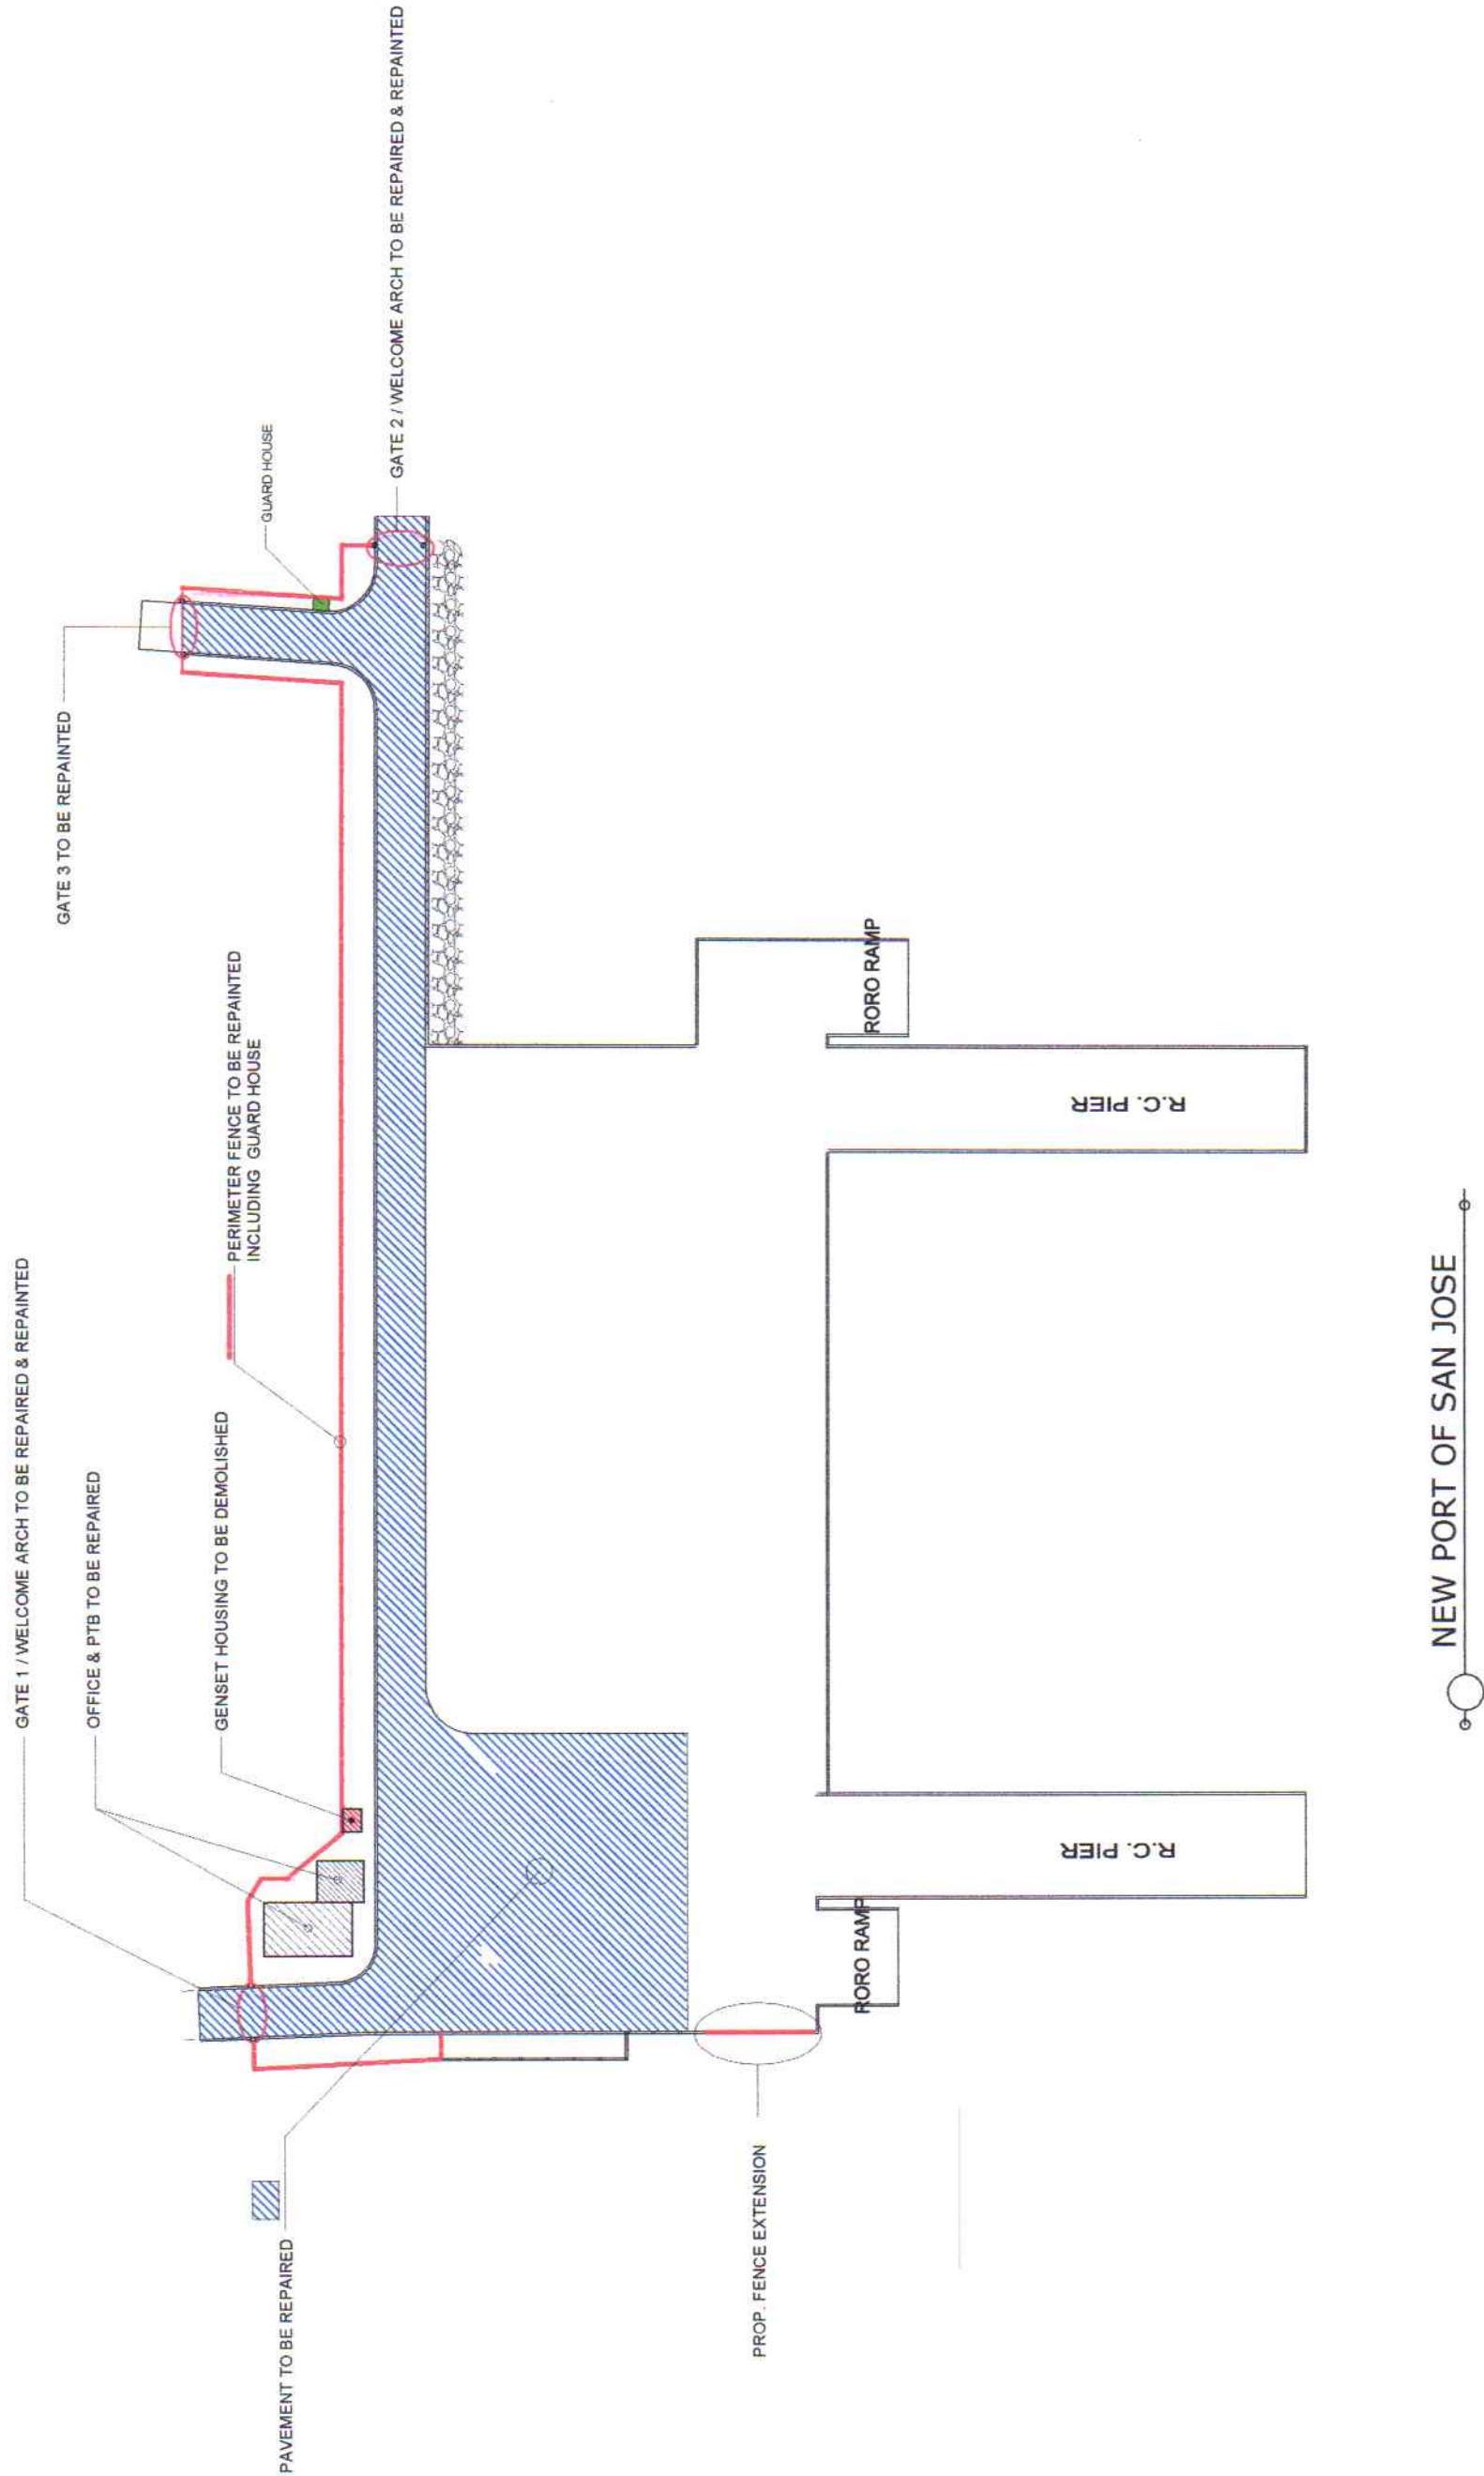 GATE 1 / WELCOME ARCH TO BE REPAIRED & REPAINTED
OFFICE & PTB TO BE REPAIRED
GENSET HOUSING TO BE DEMOLISHED
PERIMETER FENCE TO BE REPAINTED
INCLUDING GUARD HOUSE
GATE 3 TO BE REPAINTED
GUARD HOUSE
GATE 2 / WELCOME ARCH TO BE REPAIRED & REPAINTED
PAVEMENT TO BE REPAIRED
PROP. FENCE EXTENSION
RORO RAMP
R.C. PIER
R.C. PIER
RORO RAMP
NEW PORT OF SAN JOSE